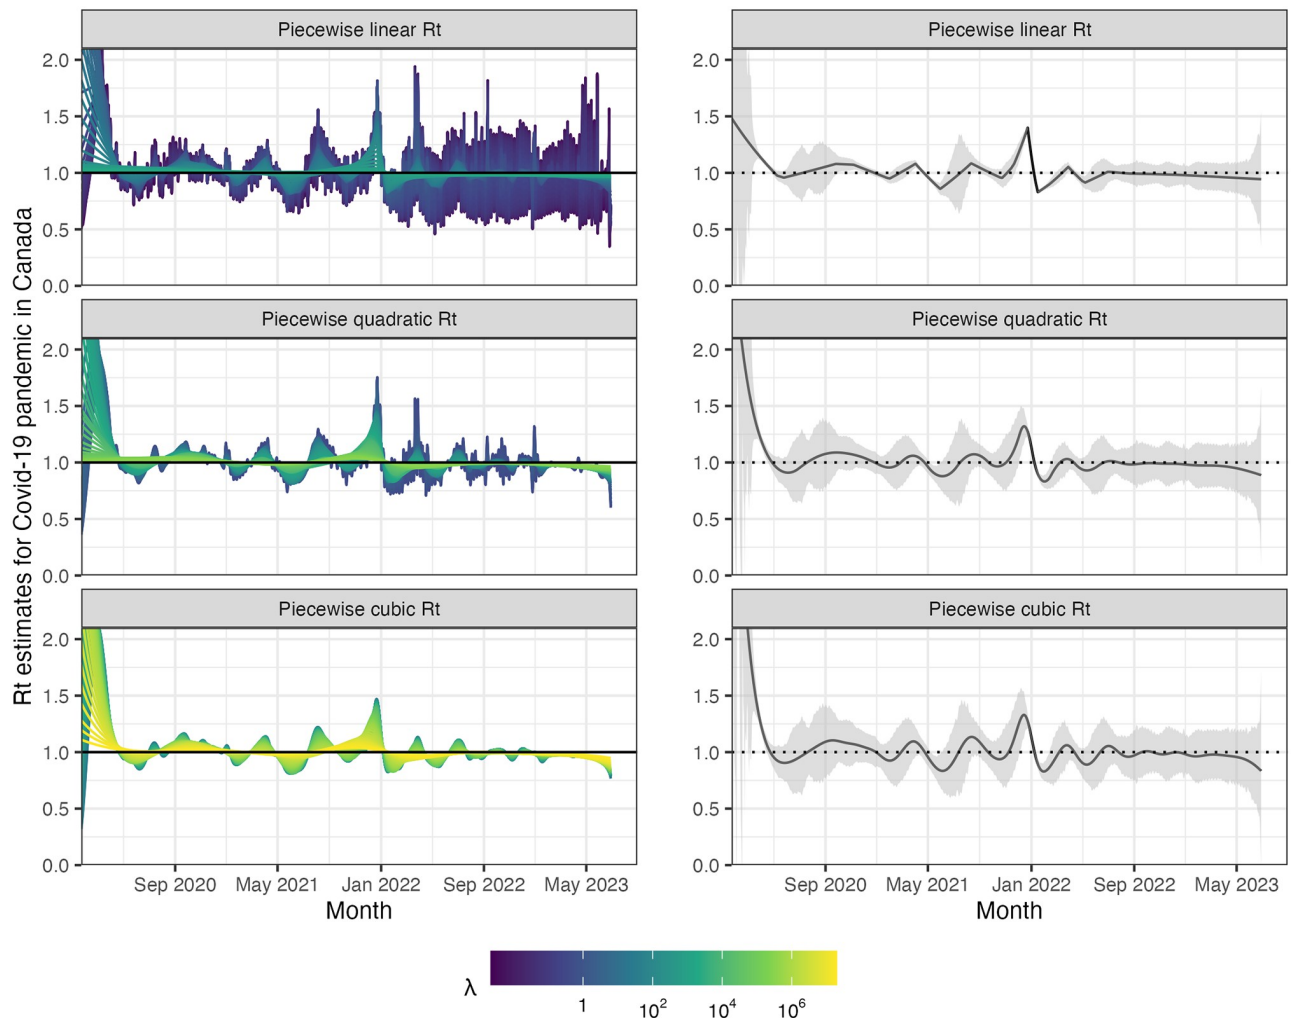 Rt estimates for Covid-19 pandemic in Canada
Piecewise linear Rt
2.0
1.5
1.0
0.5
0.0
Piecewise linear Rt
2.0
1.5
1.0
0.5
0.0
Piecewise quadratic Rt
2.0
1.5
1.0
0.5
0.0
Piecewise quadratic Rt
2.0
1.5
1.0
0.5
0.0
Piecewise cubic Rt
2.0
1.5
1.0
0.5
0.0
Sep 2020 May 2021 Jan 2022 Sep 2022 May 2023
Month
Piecewise cubic Rt
2.0
1.5
1.0
0.5
0.0
Sep 2020 May 2021 Jan 2022 Sep 2022 May 2023
Month
λ
1 10² 10⁴ 10⁶